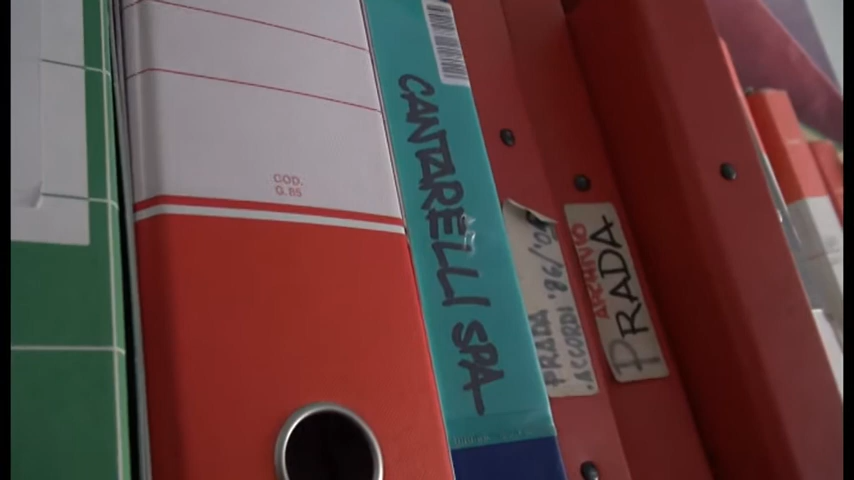 COD.
G.85
CANTARELLI SPA
PRADA '86/'04
ACCORDI
ARCHIVIO
PRADA